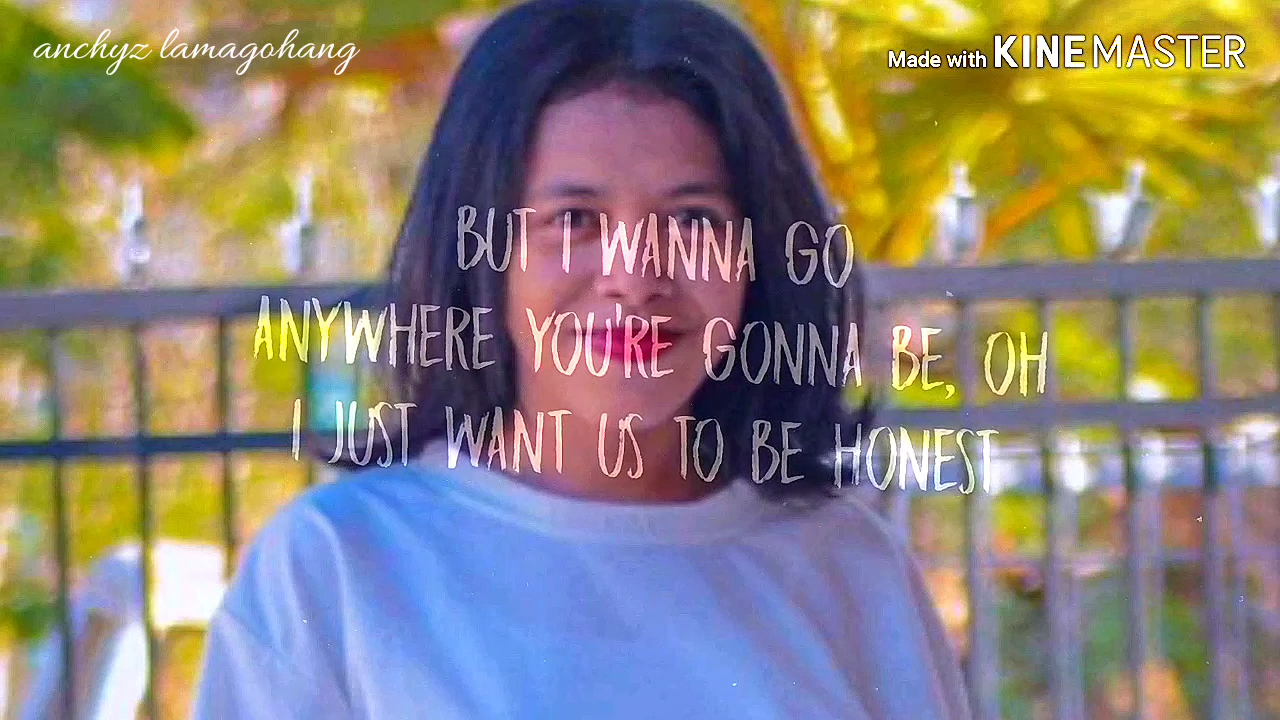 anchyz lamagohang
Made with KINEMASTER
BUT I WANNA GO
ANYWHERE YOU'RE GONNA BE, OH
I JUST WANT US TO BE HONEST